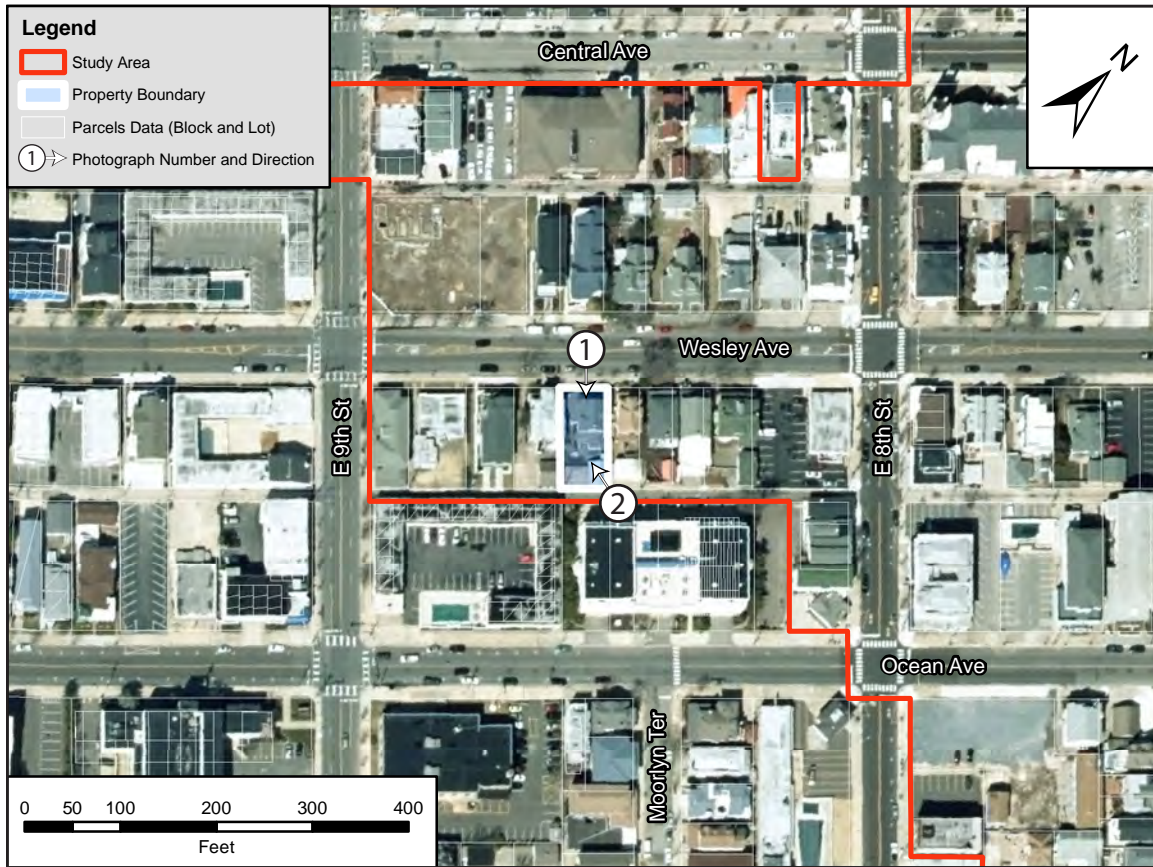 Legend
Study Area
Property Boundary
Parcels Data (Block and Lot)
1 Photograph Number and Direction
N
Central Ave
1
Wesley Ave
E 9th St
E 8th St
2
Ocean Ave
Moorlyn Ter
0 50 100 200 300 400
Feet